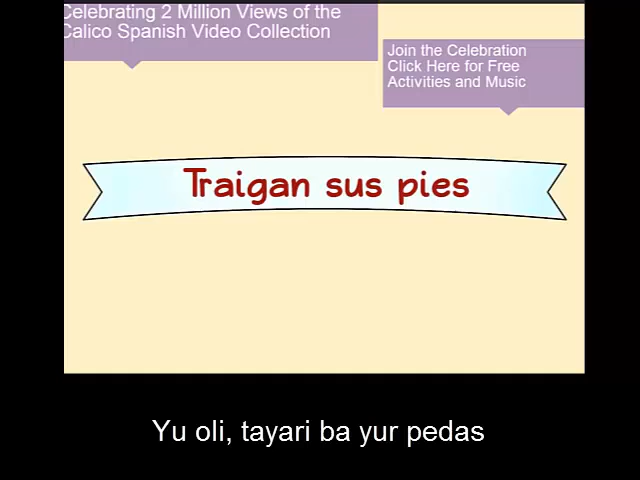 Celebrating 2 Million Views of the
Calico Spanish Video Collection
Join the Celebration
Click Here for Free
Activities and Music
Traigan sus pies
Yu oli, tayari ba yur pedas